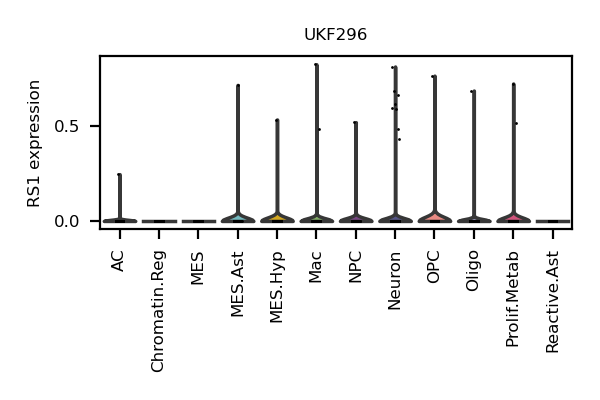 UKF296
RS1 expression
0.5
0.0
AC
Chromatin.Reg
MES
MES.Ast
MES.Hyp
Mac
NPC
Neuron
OPC
Oligo
Prolif.Metab
Reactive.Ast